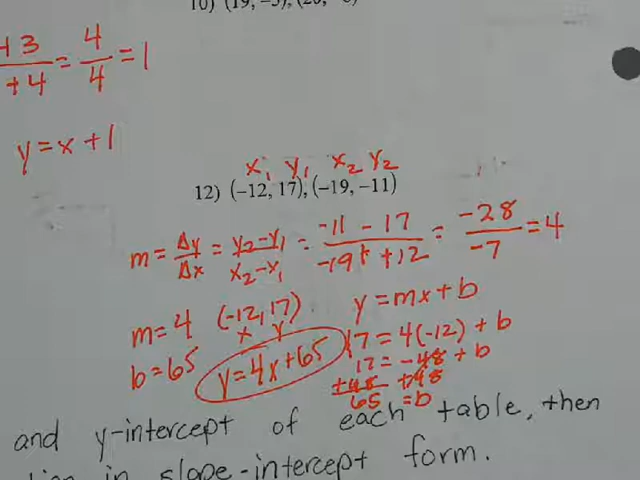 10) (19, −5), (20, −6)
+3 / +4 = 4/4 = 1
y = x + 1
x₁ y₁ x₂ y₂
12) (−12, 17), (−19, −11)
m = Δy/Δx = y₂−y₁/x₂−x₁ = −11 − 17/−19 + 12 = −28/−7 = 4
m = 4 (−12, 17) y = mx + b
x y
b = 65 y = 4x + 65 17 = 4(−12) + b
17 = −48 + b
+48 +48
65 = b
and y-intercept of each table, then
in slope-intercept form.